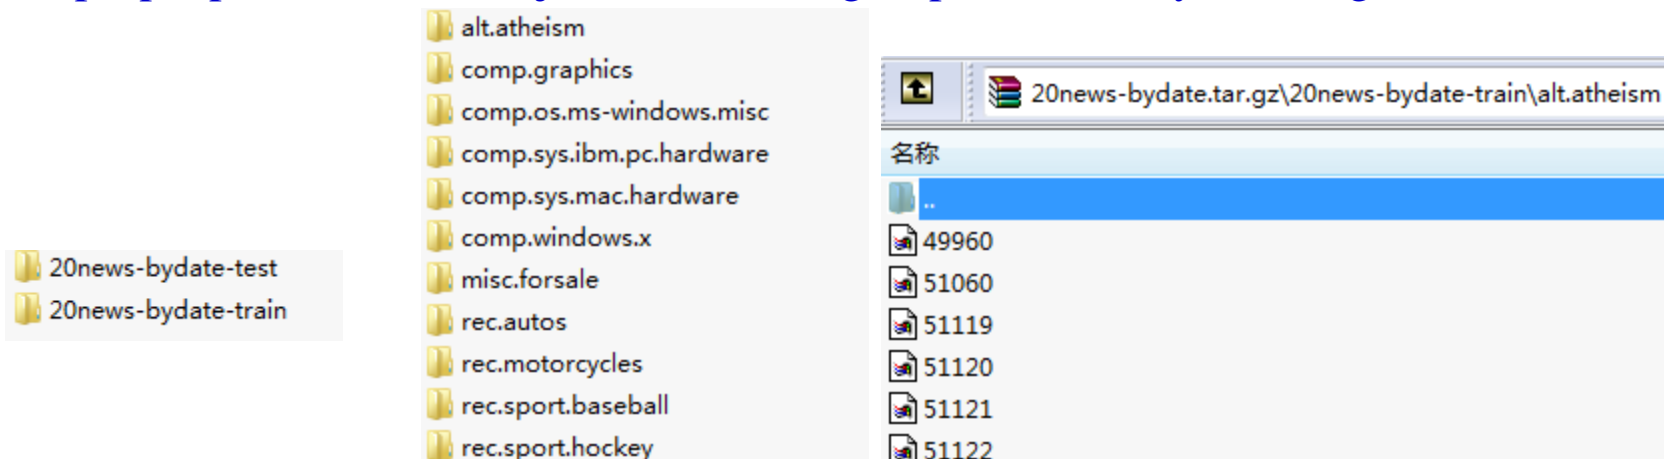 20news-bydate-test
20news-bydate-train
alt.atheism
comp.graphics
comp.os.ms-windows.misc
comp.sys.ibm.pc.hardware
comp.sys.mac.hardware
comp.windows.x
misc.forsale
rec.autos
rec.motorcycles
rec.sport.baseball
rec.sport.hockey
20news-bydate.tar.gz\20news-bydate-train\alt.atheism
名称
..
49960
51060
51119
51120
51121
51122